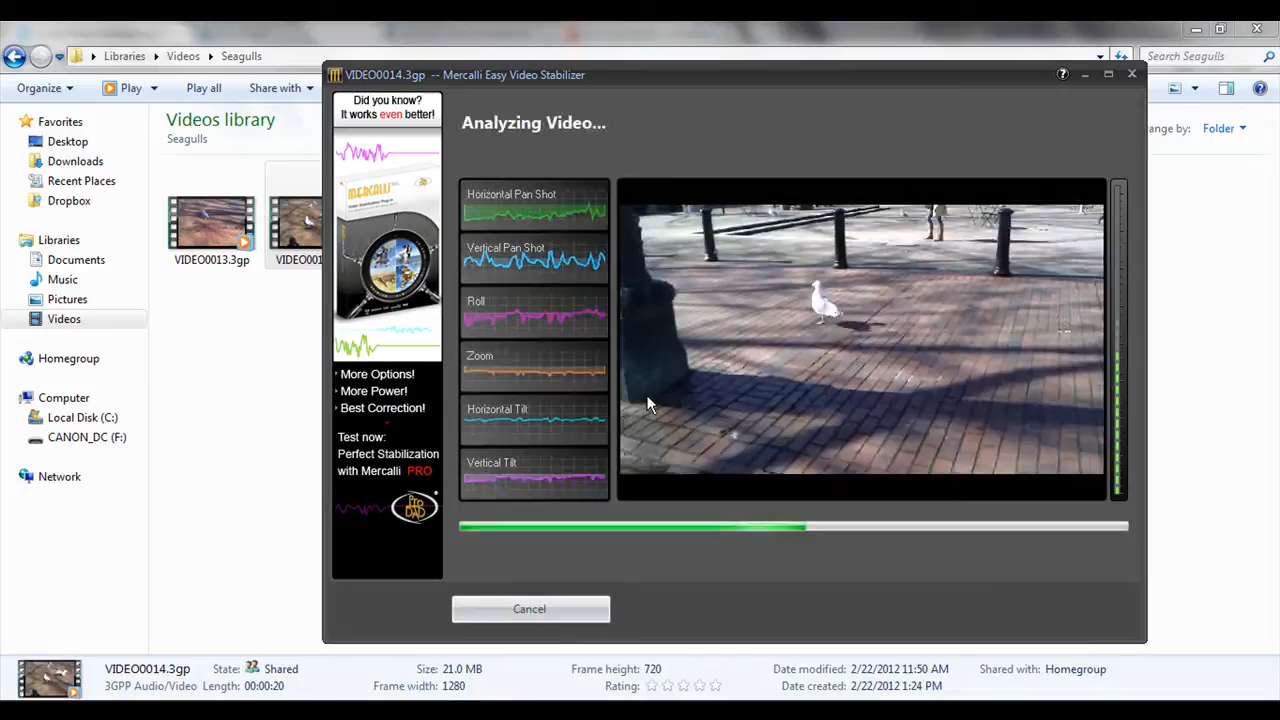 Libraries ▸ Videos ▸ Seagulls
Search Seagulls
Organize
Play
Play all
Share with
VIDEO0014.3gp -- Mercalli Easy Video Stabilizer
Favorites
Desktop
Downloads
Recent Places
Dropbox
Libraries
Documents
Music
Pictures
Videos
Homegroup
Computer
Local Disk (C:)
CANON_DC (F:)
Network
Videos library
Seagulls
nge by: Folder
VIDEO0013.3gp
VIDEO001
Did you know?
It works even better!
MERCALLI
More Options!
More Power!
Best Correction!
Test now:
Perfect Stabilization
with Mercalli PRO
Pro
DAD
Analyzing Video...
Horizontal Pan Shot
Vertical Pan Shot
Roll
Zoom
Horizontal Tilt
Vertical Tilt
Cancel
VIDEO0014.3gp State: Shared Size: 21.0 MB Frame height: 720 Date modified: 2/22/2012 11:50 AM Shared with: Homegroup
3GPP Audio/Video Length: 00:00:20 Frame width: 1280 Rating: Date created: 2/22/2012 1:24 PM